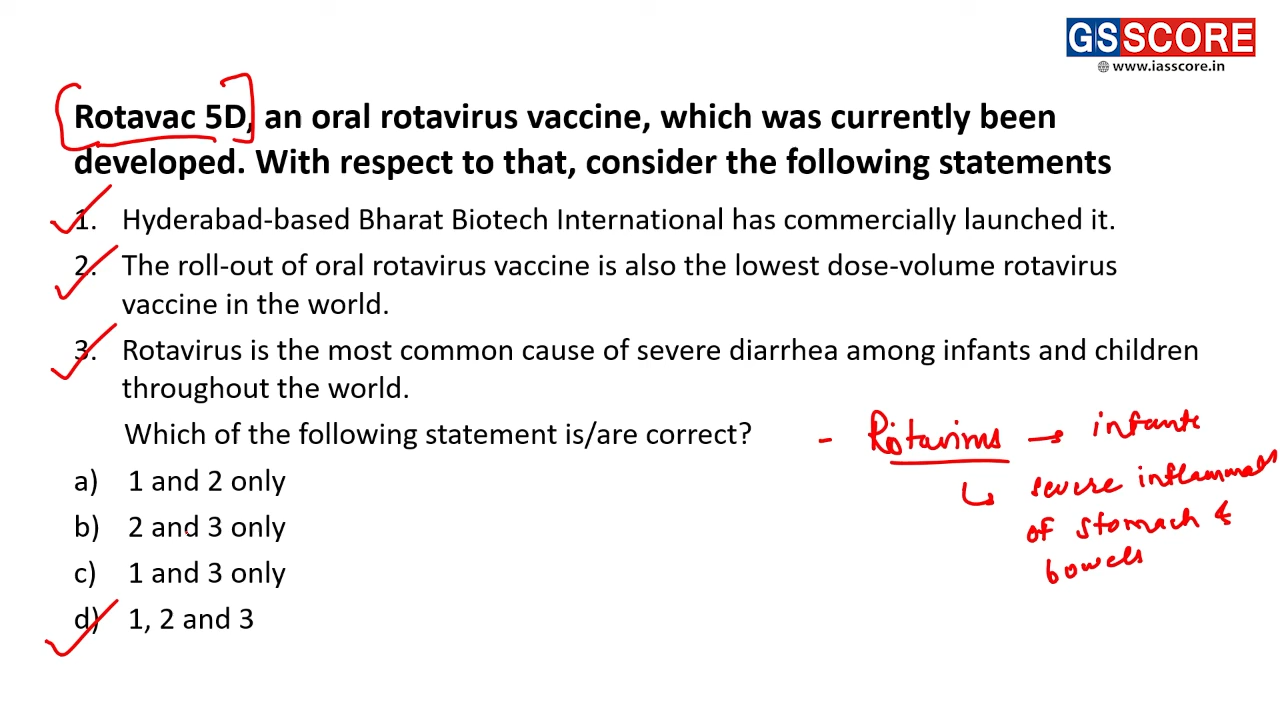 GSSCORE
www.iasscore.in
Rotavac 5D, an oral rotavirus vaccine, which was currently been
developed. With respect to that, consider the following statements
1. Hyderabad-based Bharat Biotech International has commercially launched it.
2. The roll-out of oral rotavirus vaccine is also the lowest dose-volume rotavirus
vaccine in the world.
3. Rotavirus is the most common cause of severe diarrhea among infants and children
throughout the world.
Which of the following statement is/are correct?
a) 1 and 2 only
b) 2 and 3 only
c) 1 and 3 only
d) 1, 2 and 3
- Rotavirus → infants
severe
of stomach &
bowels